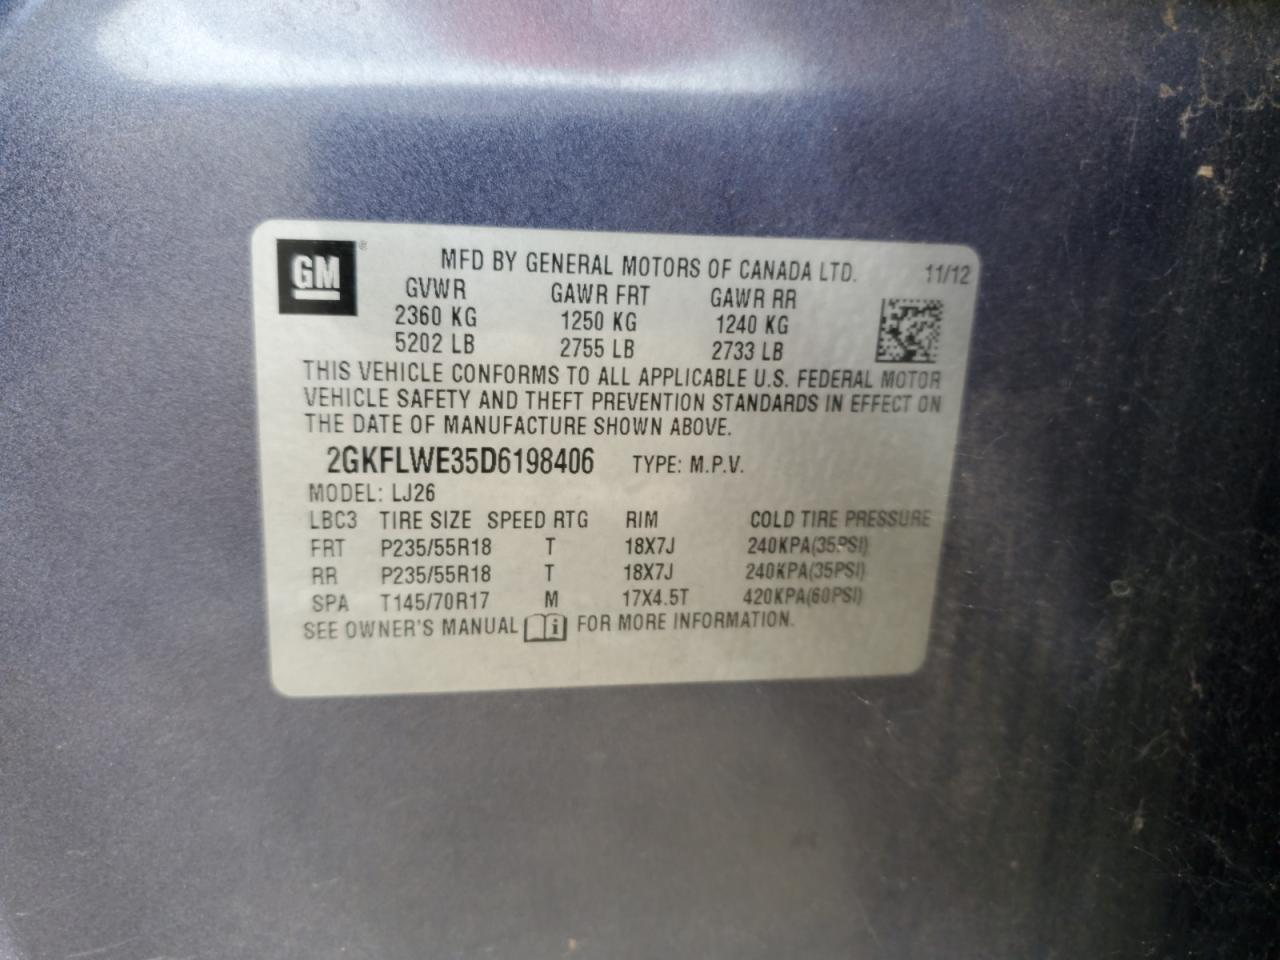 GM ®
MFD BY GENERAL MOTORS OF CANADA LTD. 11/12
GVWR GAWR FRT GAWR RR
2360 KG 1250 KG 1240 KG
5202 LB 2755 LB 2733 LB
THIS VEHICLE CONFORMS TO ALL APPLICABLE U.S. FEDERAL MOTOR
VEHICLE SAFETY AND THEFT PREVENTION STANDARDS IN EFFECT ON
THE DATE OF MANUFACTURE SHOWN ABOVE.
2GKFLWE35D6198406 TYPE: M.P.V.
MODEL: LJ26
LBC3 TIRE SIZE SPEED RTG RIM COLD TIRE PRESSURE
FRT P235/55R18 T 18X7J 240KPA(35PSI)
RR P235/55R18 T 18X7J 240KPA(35PSI)
SPA T145/70R17 M 17X4.5T 420KPA(60PSI)
SEE OWNER'S MANUAL i FOR MORE INFORMATION.